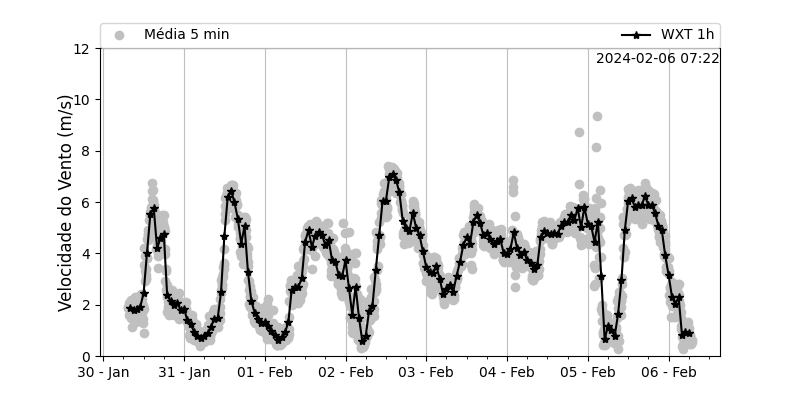 Média 5 min
WXT 1h
2024-02-06 07:22
Velocidade do Vento (m/s)
12
10
8
6
4
2
0
30 - Jan 31 - Jan 01 - Feb 02 - Feb 03 - Feb 04 - Feb 05 - Feb 06 - Feb